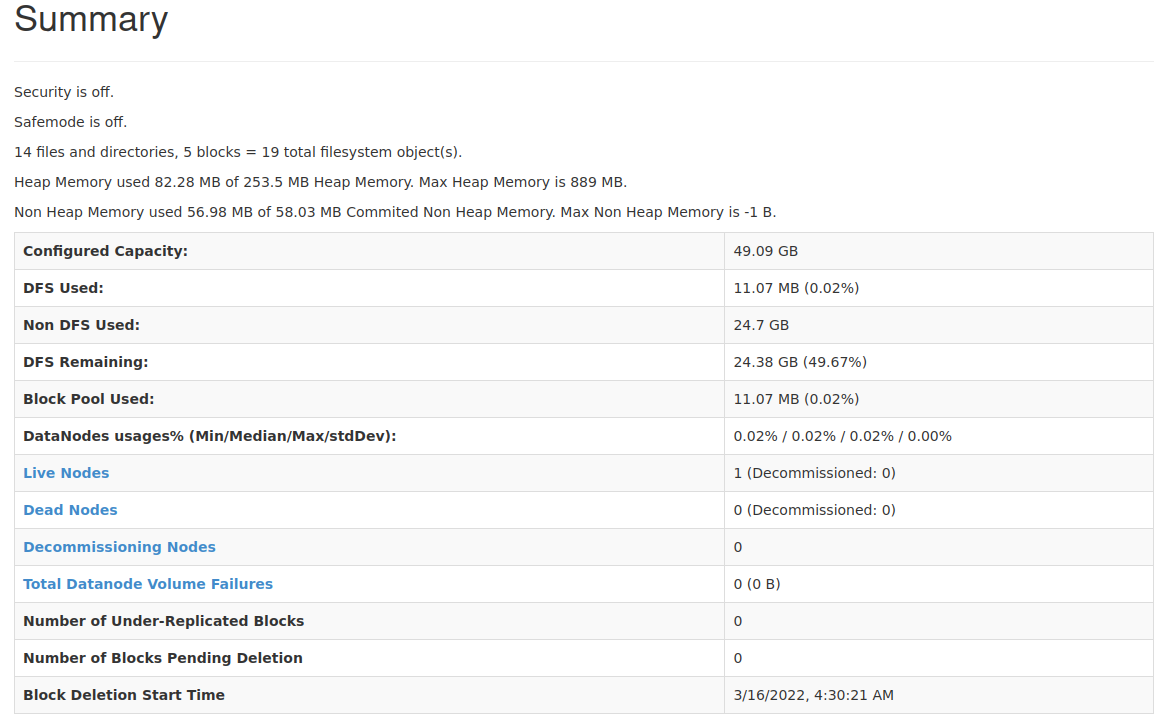 Summary
Security is off.
Safemode is off.
14 files and directories, 5 blocks = 19 total filesystem object(s).
Heap Memory used 82.28 MB of 253.5 MB Heap Memory. Max Heap Memory is 889 MB.
Non Heap Memory used 56.98 MB of 58.03 MB Commited Non Heap Memory. Max Non Heap Memory is -1 B.
Configured Capacity: 49.09 GB
DFS Used: 11.07 MB (0.02%)
Non DFS Used: 24.7 GB
DFS Remaining: 24.38 GB (49.67%)
Block Pool Used: 11.07 MB (0.02%)
DataNodes usages% (Min/Median/Max/stdDev): 0.02% / 0.02% / 0.02% / 0.00%
Live Nodes 1 (Decommissioned: 0)
Dead Nodes 0 (Decommissioned: 0)
Decommissioning Nodes 0
Total Datanode Volume Failures 0 (0 B)
Number of Under-Replicated Blocks 0
Number of Blocks Pending Deletion 0
Block Deletion Start Time 3/16/2022, 4:30:21 AM